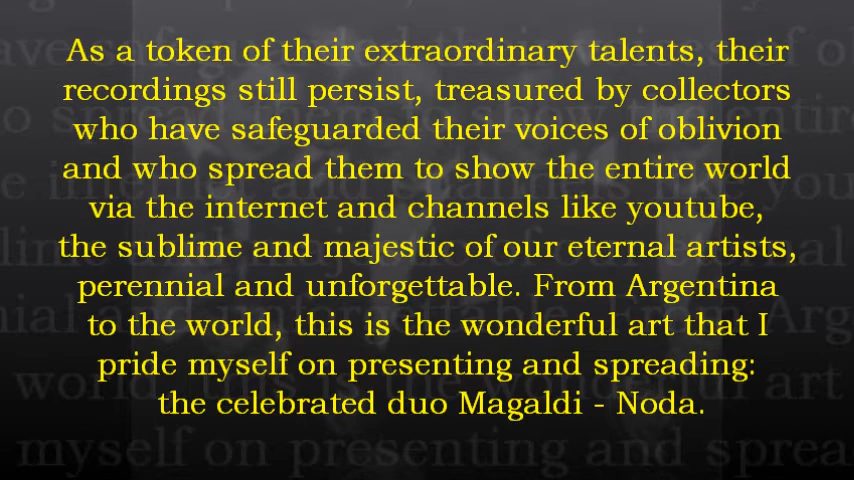 As a token of their extraordinary talents, their
recordings still persist, treasured by collectors
who have safeguarded their voices of oblivion
and who spread them to show the entire world
via the internet and channels like youtube,
the sublime and majestic of our eternal artists,
perennial and unforgettable. From Argentina
to the world, this is the wonderful art that I
pride myself on presenting and spreading:
the celebrated duo Magaldi - Noda.